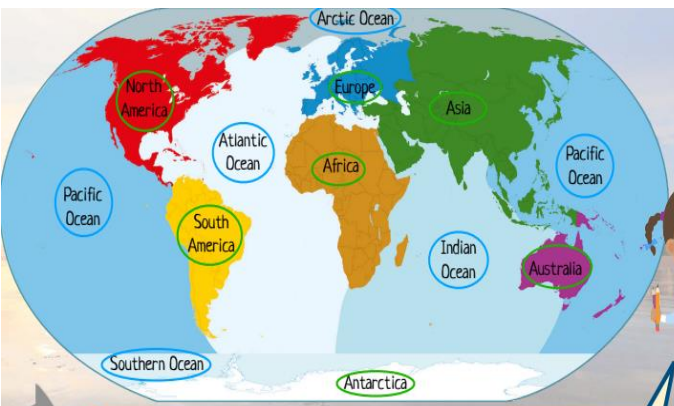 Arctic Ocean
North
America
Europe
Asia
Atlantic
Ocean
Africa
Pacific
Ocean
Pacific
Ocean
South
America
Indian
Ocean
Australia
Southern Ocean
Antarctica